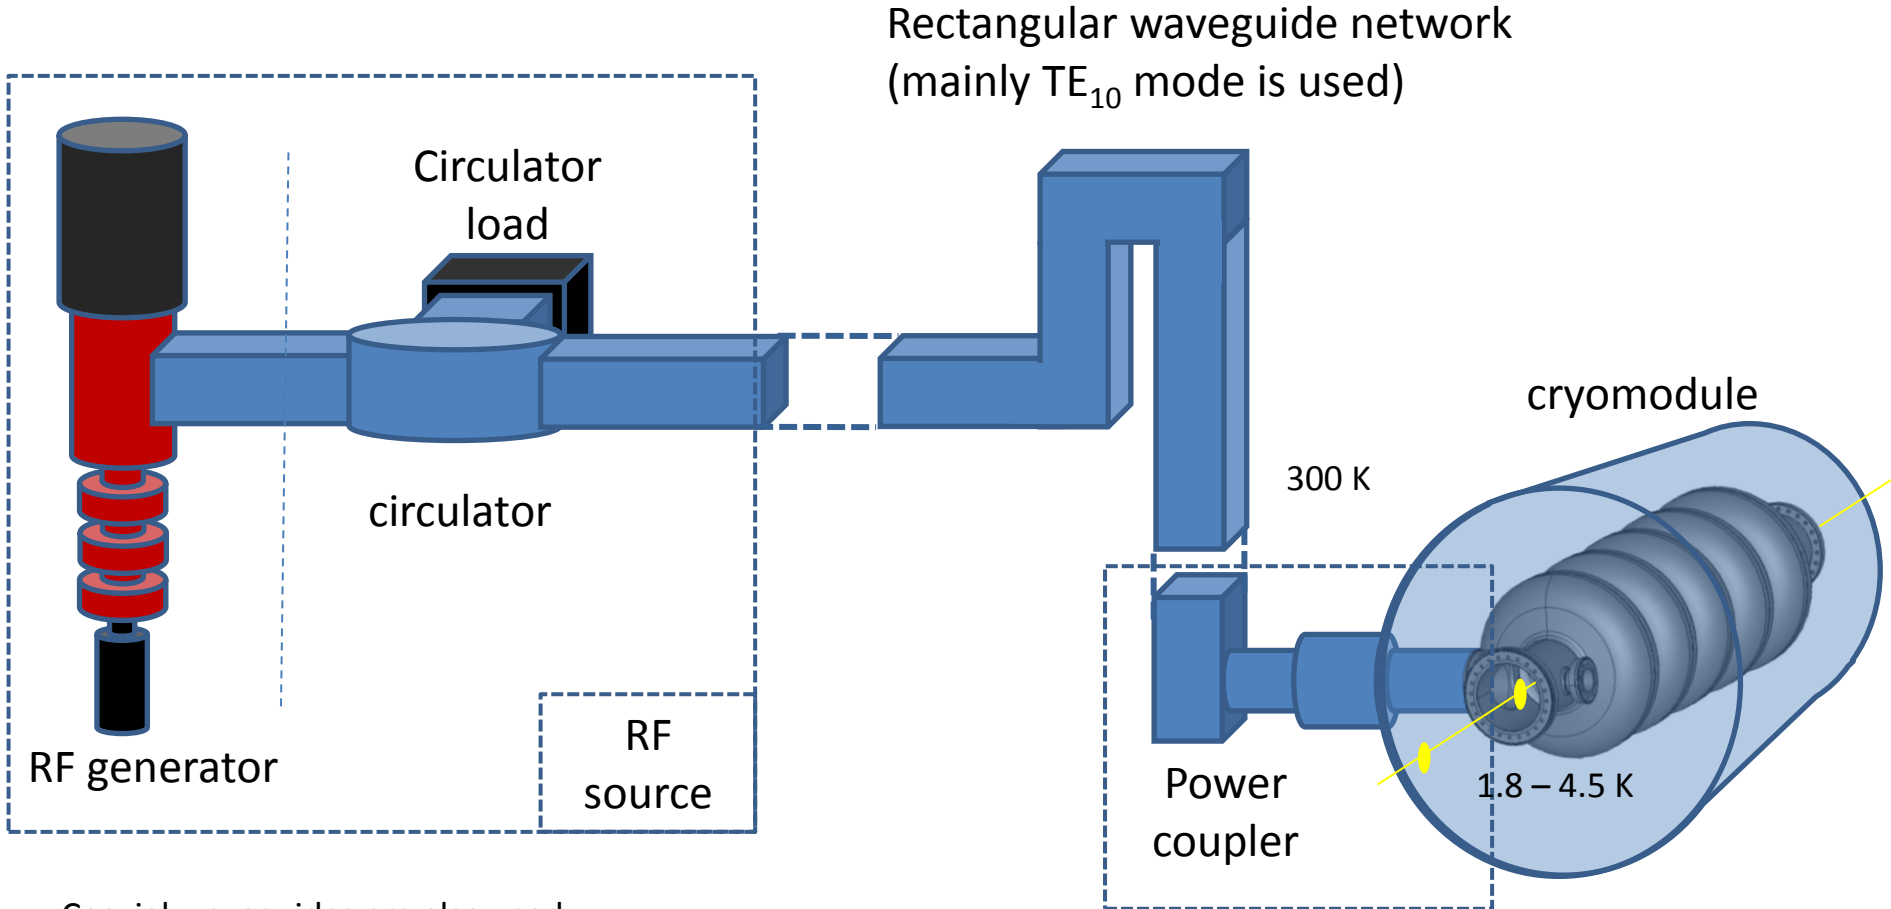 Rectangular waveguide network
(mainly TE₁₀ mode is used)
Circulator
load
cryomodule
300 K
circulator
RF generator
RF
source
Power
coupler
1.8 – 4.5 K